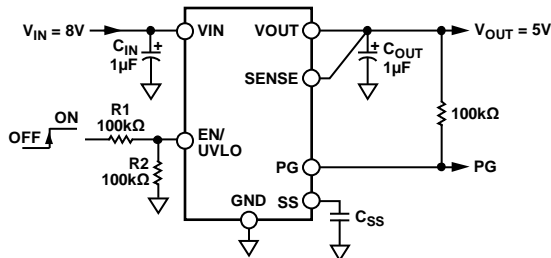 VIN = 8V
CIN
1µF
+
VIN
VOUT
SENSE
+
COUT
1µF
VOUT = 5V
OFF
ON
R1
100kΩ
R2
100kΩ
EN/
UVLO
100kΩ
PG
PG
GND
SS
CSS